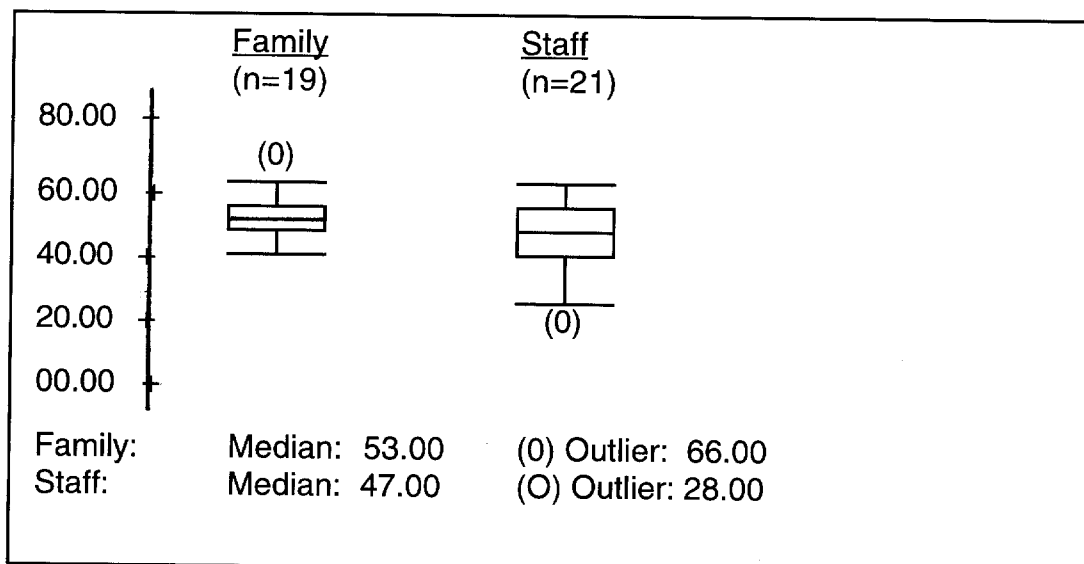 Family Staff
(n=19) (n=21)
80.00
(0)
60.00
40.00
20.00
(0)
00.00
Family: Median: 53.00 (0) Outlier: 66.00
Staff: Median: 47.00 (O) Outlier: 28.00